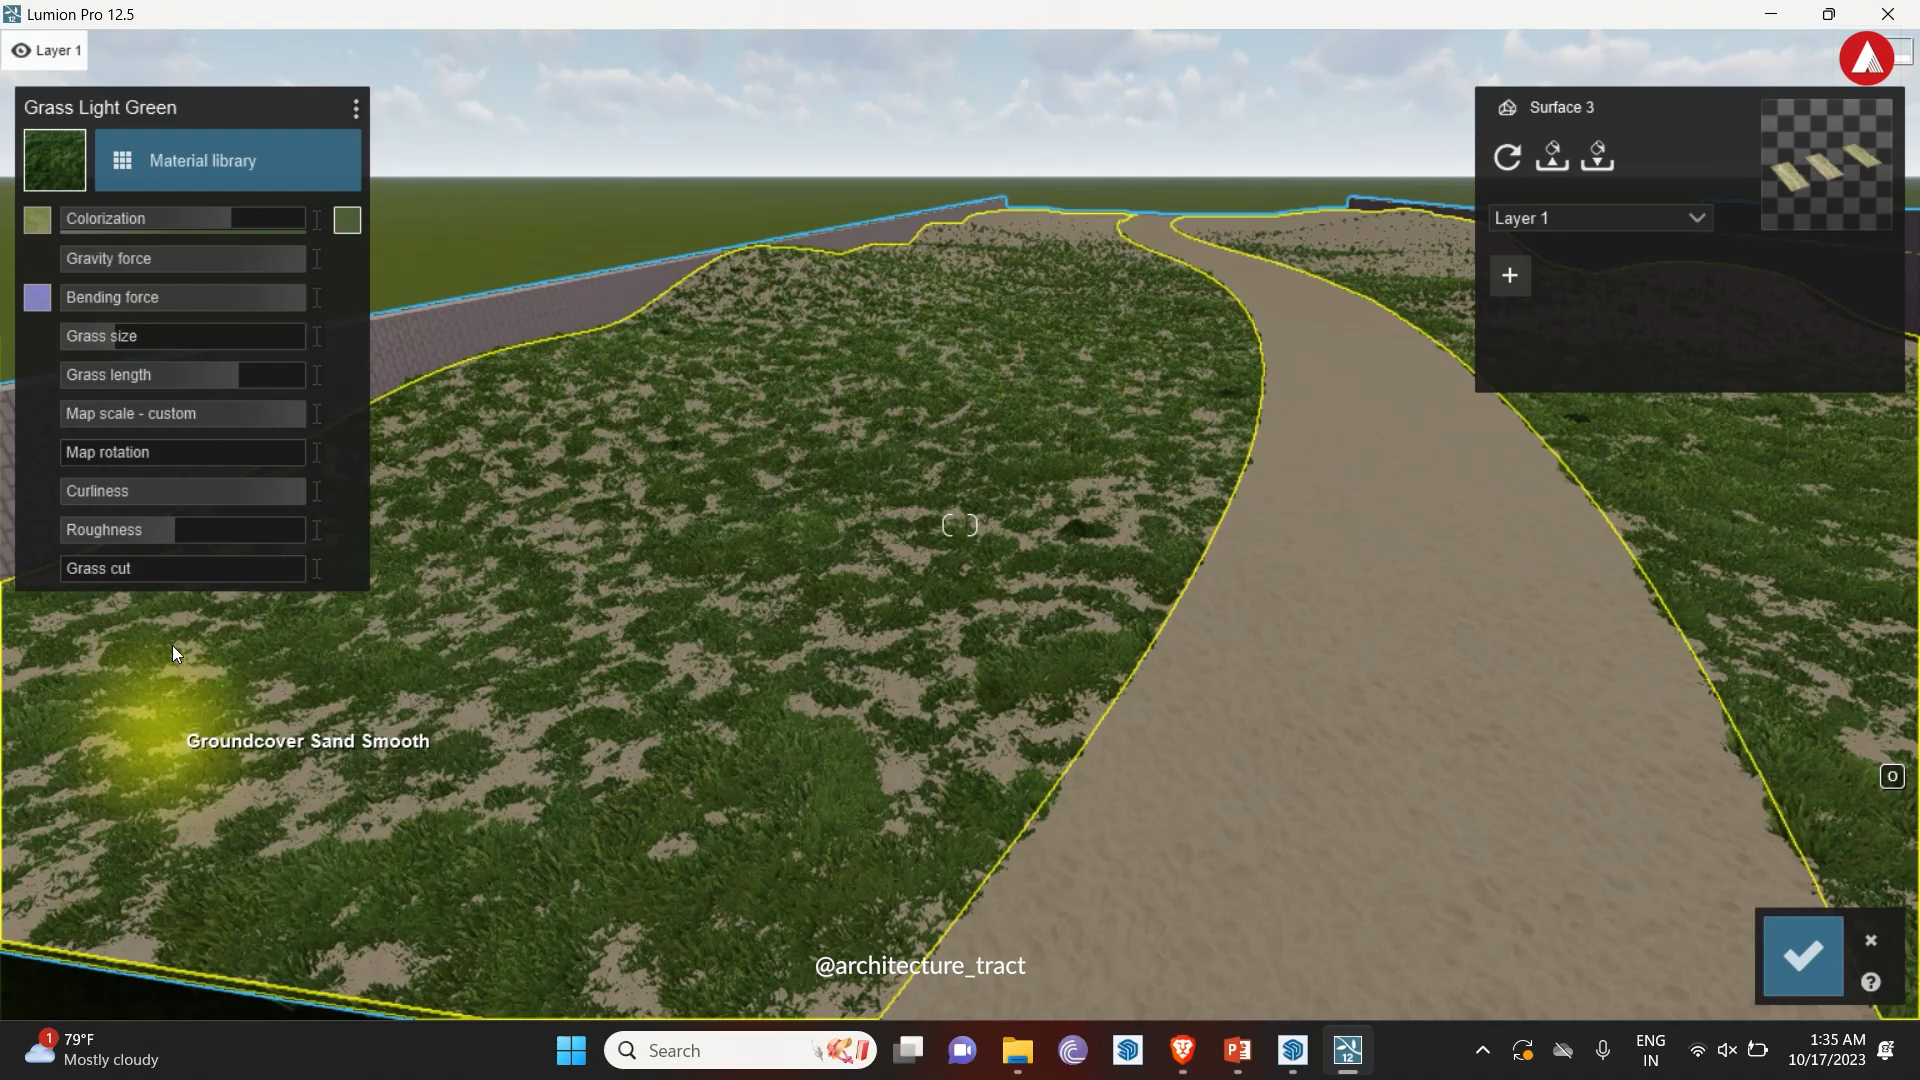 Lumion Pro 12.5
Layer 1
Grass Light Green
Material library
Colorization
Gravity force
Bending force
Grass size
Grass length
Map scale - custom
Map rotation
Curliness
Roughness
Grass cut
Surface 3
Layer 1
+
Groundcover Sand Smooth
O
@architecture_tract
1
79°F
Mostly cloudy
Search
12
ENG
IN
1:35 AM
10/17/2023